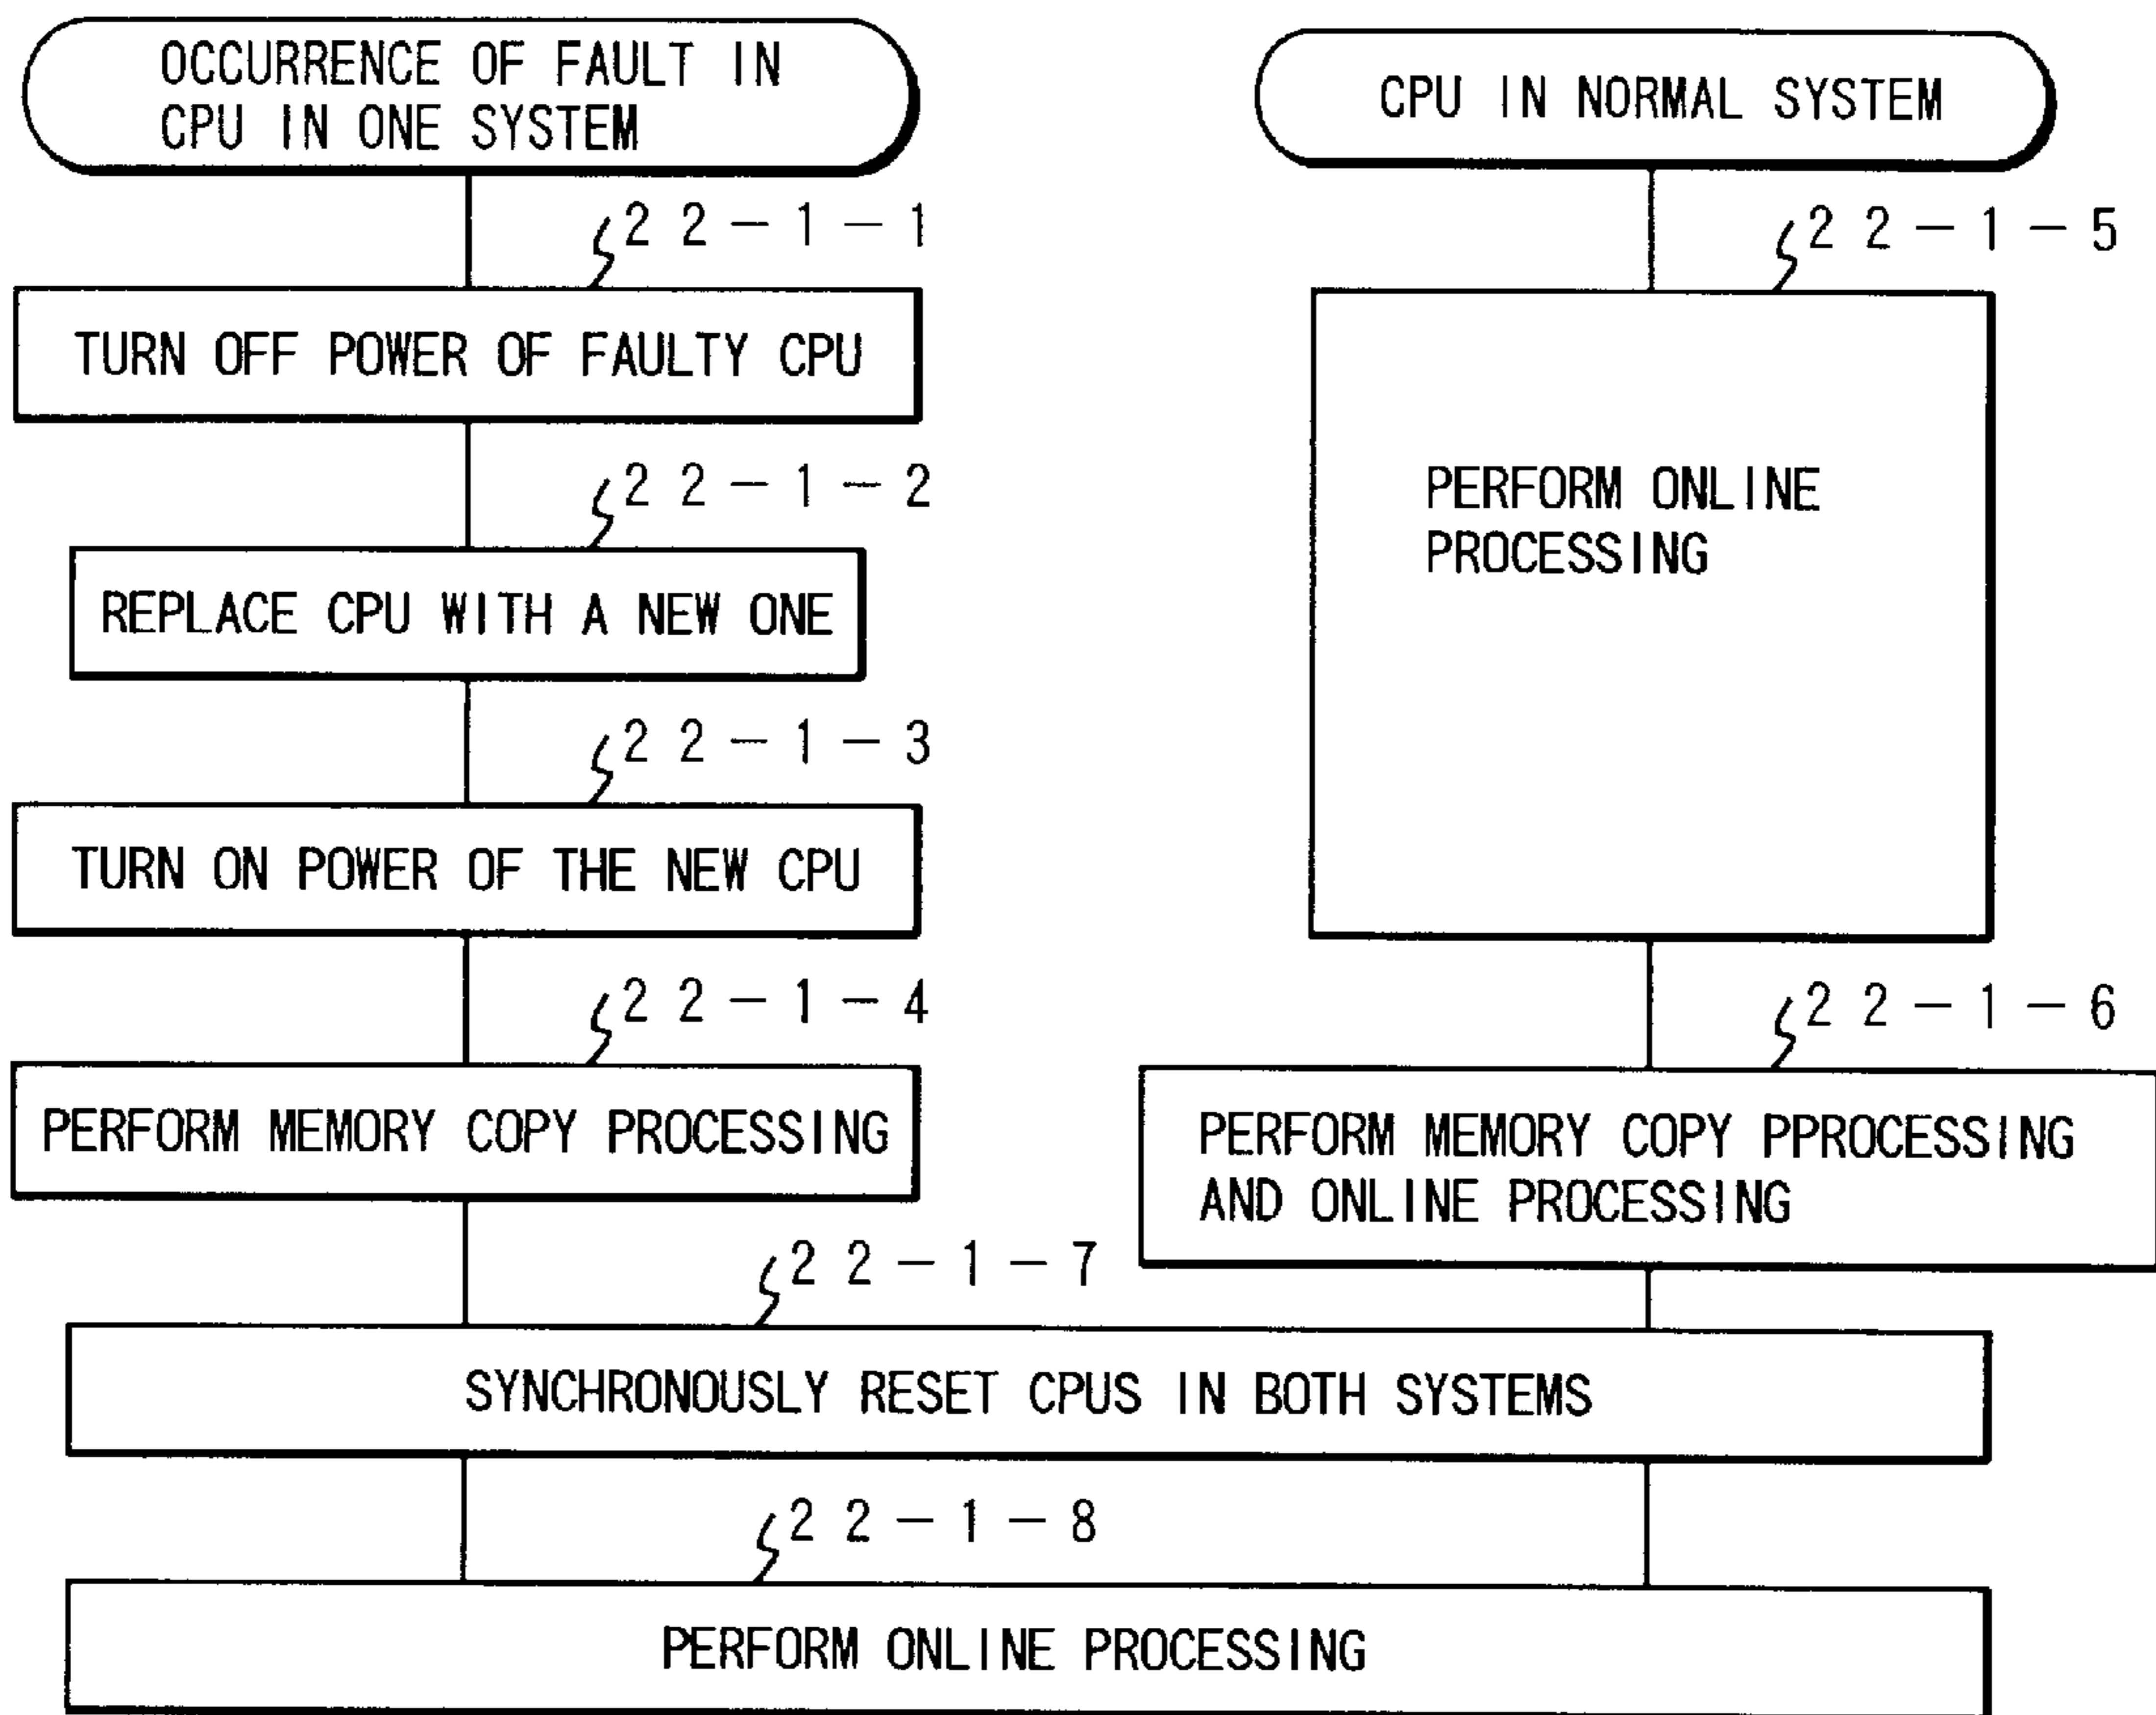 OCCURRENCE OF FAULT IN
CPU IN ONE SYSTEM
22-1-1
TURN OFF POWER OF FAULTY CPU
22-1-2
REPLACE CPU WITH A NEW ONE
22-1-3
TURN ON POWER OF THE NEW CPU
22-1-4
PERFORM MEMORY COPY PROCESSING
CPU IN NORMAL SYSTEM
22-1-5
PERFORM ONLINE
PROCESSING
22-1-6
PERFORM MEMORY COPY PPROCESSING
AND ONLINE PROCESSING
22-1-7
SYNCHRONOUSLY RESET CPUS IN BOTH SYSTEMS
22-1-8
PERFORM ONLINE PROCESSING